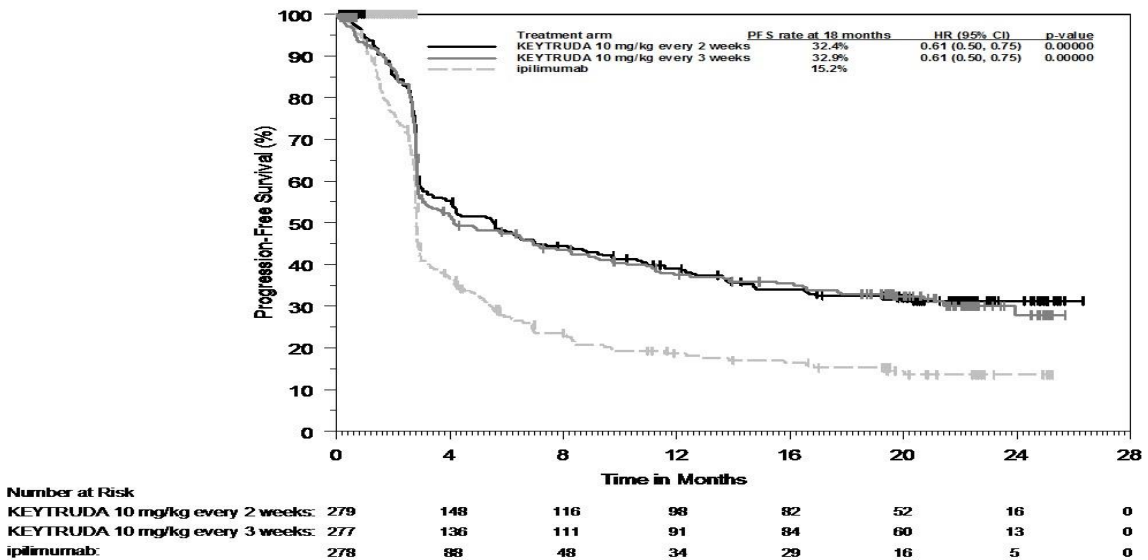 Treatment arm PFS rate at 18 months HR (95% CI) p-value
KEYTRUDA 10 mg/kg every 2 weeks 32.4% 0.61 (0.50, 0.75) 0.00000
KEYTRUDA 10 mg/kg every 3 weeks 32.9% 0.61 (0.50, 0.75) 0.00000
ipilimumab 15.2%
Progression-Free Survival (%)
100
90
80
70
60
50
40
30
20
10
0
0 4 8 12 16 20 24 28
Time in Months
Number at Risk
KEYTRUDA 10 mg/kg every 2 weeks: 279 148 116 98 82 52 16 0
KEYTRUDA 10 mg/kg every 3 weeks: 277 136 111 91 84 60 13 0
ipilimumab: 278 88 48 34 29 16 5 0